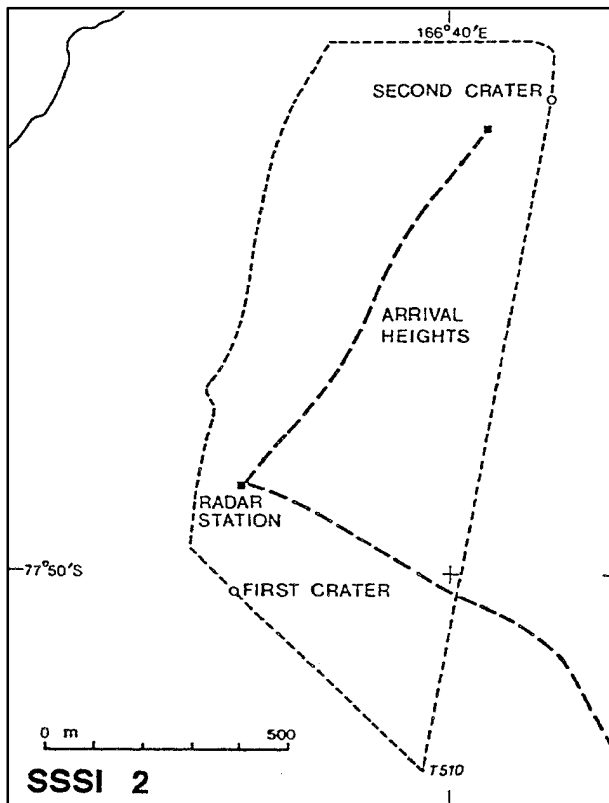 166°40′E
SECOND CRATER
ARRIVAL
HEIGHTS
RADAR
STATION
77°50′S
FIRST CRATER
0 m 500
T510
SSSI 2